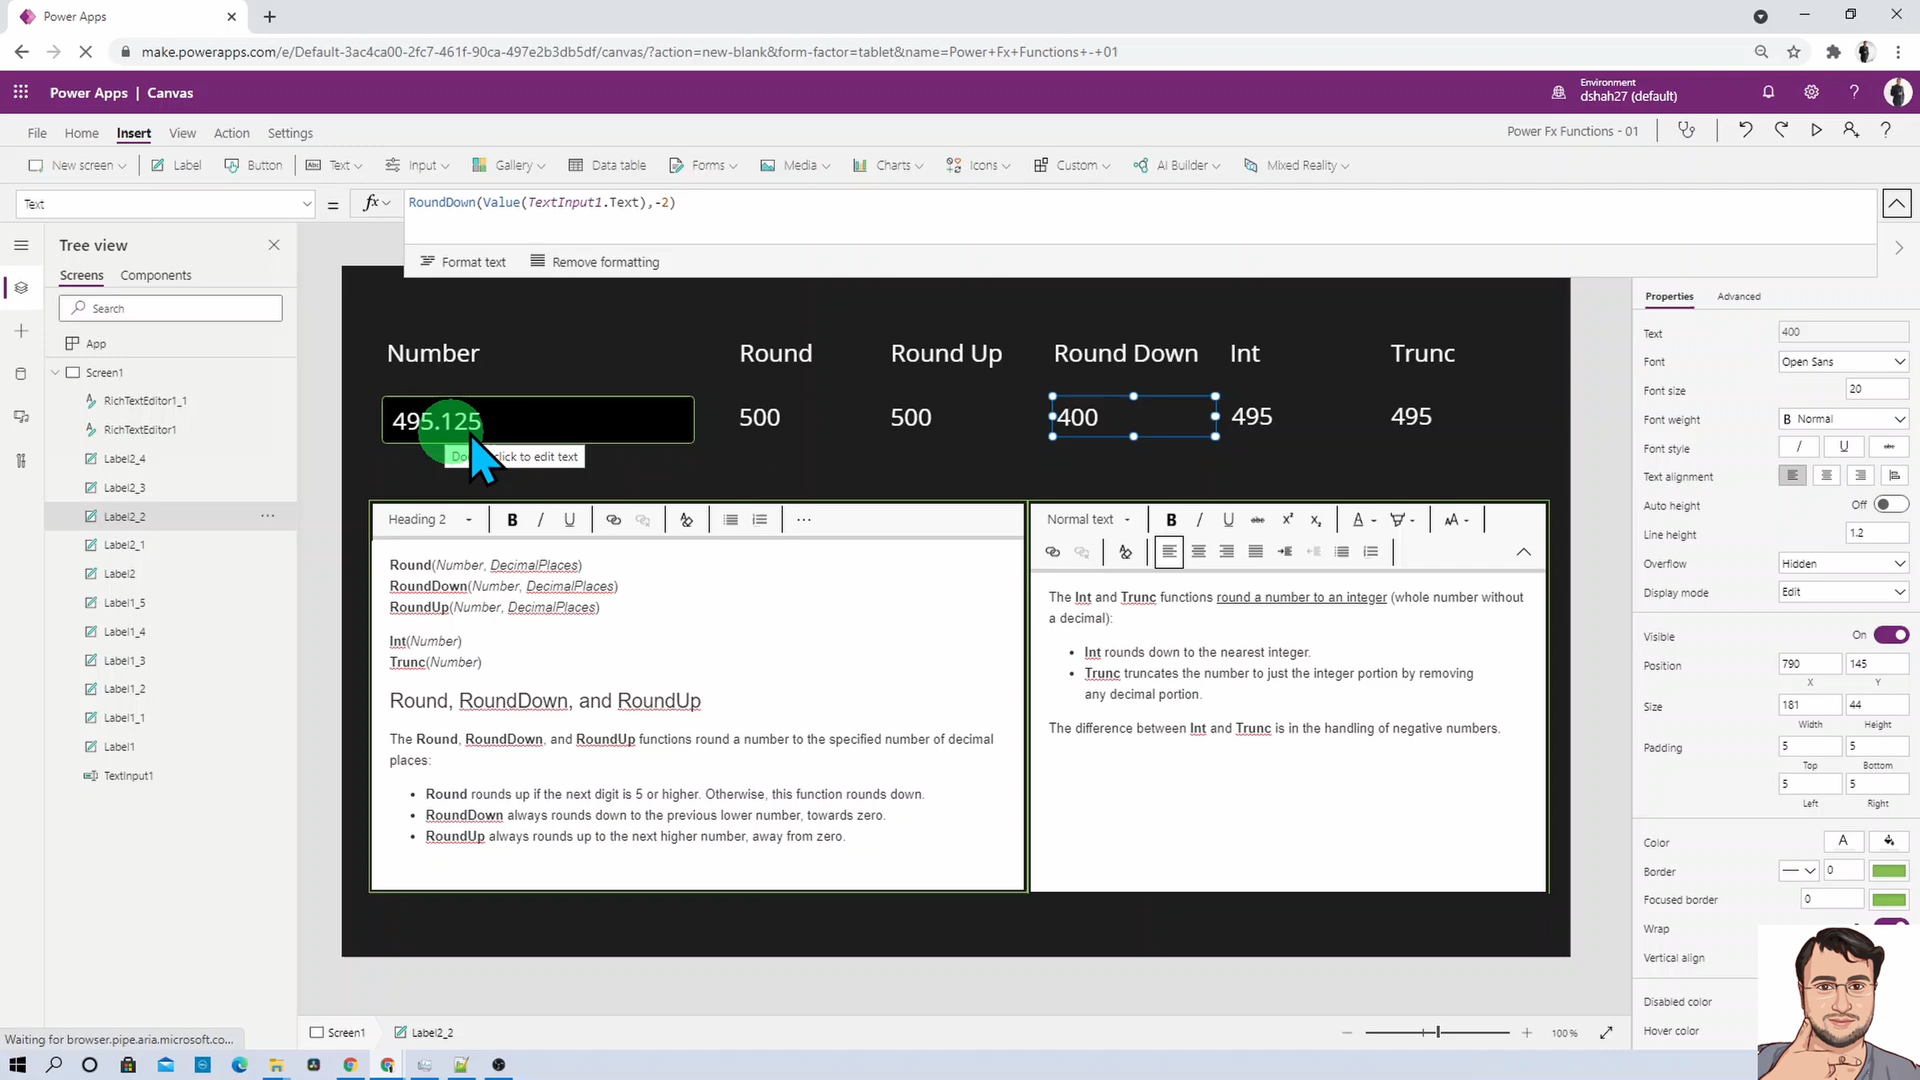 Power Apps
make.powerapps.com/e/Default-3ac4ca00-2fc7-461f-90ca-497e2b3db5df/canvas/?action=new-blank&form-factor=tablet&name=Power+Fx+Functions+-+01
Power Apps | Canvas
Environment
dshah27 (default)
File Home Insert View Action Settings
Power Fx Functions - 01
New screen Label Button Text Input Gallery Data table Forms Media Charts Icons Custom AI Builder Mixed Reality
Text = fx RoundDown(Value(TextInput1.Text),-2)
Format text Remove formatting
Tree view
Screens Components
Search
App
Screen1
RichTextEditor1_1
RichTextEditor1
Label2_4
Label2_3
Label2_2
Label2_1
Label2
Label1_5
Label1_4
Label1_3
Label1_2
Label1_1
Label1
TextInput1
Number Round Round Up Round Down Int Trunc
495.125 500 500 400 495 495
click to edit text
Heading 2 B I U
Round(Number, DecimalPlaces)
RoundDown(Number, DecimalPlaces)
RoundUp(Number, DecimalPlaces)
Int(Number)
Trunc(Number)
Round, RoundDown, and RoundUp
The Round, RoundDown, and RoundUp functions round a number to the specified number of decimal
places:
• Round rounds up if the next digit is 5 or higher. Otherwise, this function rounds down.
• RoundDown always rounds down to the previous lower number, towards zero.
• RoundUp always rounds up to the next higher number, away from zero.
Normal text B I U abc x² x₂ A AA
The Int and Trunc functions round a number to an integer (whole number without
a decimal):
• Int rounds down to the nearest integer.
• Trunc truncates the number to just the integer portion by removing
any decimal portion.
The difference between Int and Trunc is in the handling of negative numbers.
Properties Advanced
Text 400
Font Open Sans
Font size 20
Font weight B Normal
Font style / U abc
Text alignment
Auto height Off
Line height 1.2
Overflow Hidden
Display mode Edit
Visible On
Position 790 145
X Y
Size 181 44
Width Height
Padding 5 5
Top Bottom
5 5
Left Right
Color A
Border 0
Focused border 0
Wrap
Vertical align
Disabled color
Hover color
Screen1 Label2_2
100 %
Waiting for browser.pipe.aria.microsoft.co...